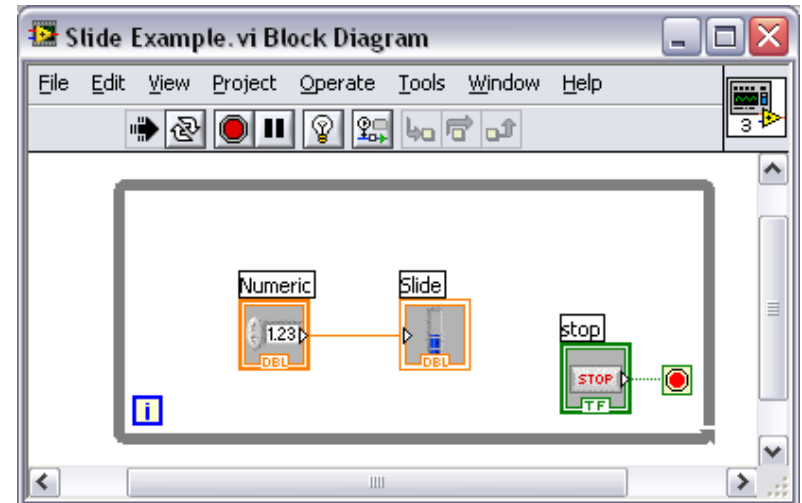 Slide Example.vi Block Diagram
File Edit View Project Operate Tools Window Help
3
Numeric
Slide
1.23
DBL
DBL
stop
STOP
TF
i